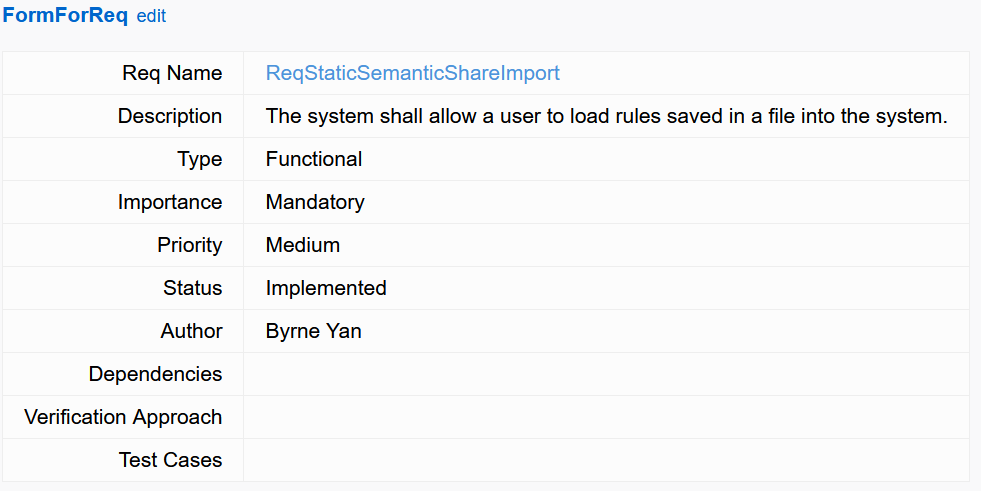 FormForReq edit
Req Name ReqStaticSemanticShareImport
Description The system shall allow a user to load rules saved in a file into the system.
Type Functional
Importance Mandatory
Priority Medium
Status Implemented
Author Byrne Yan
Dependencies
Verification Approach
Test Cases